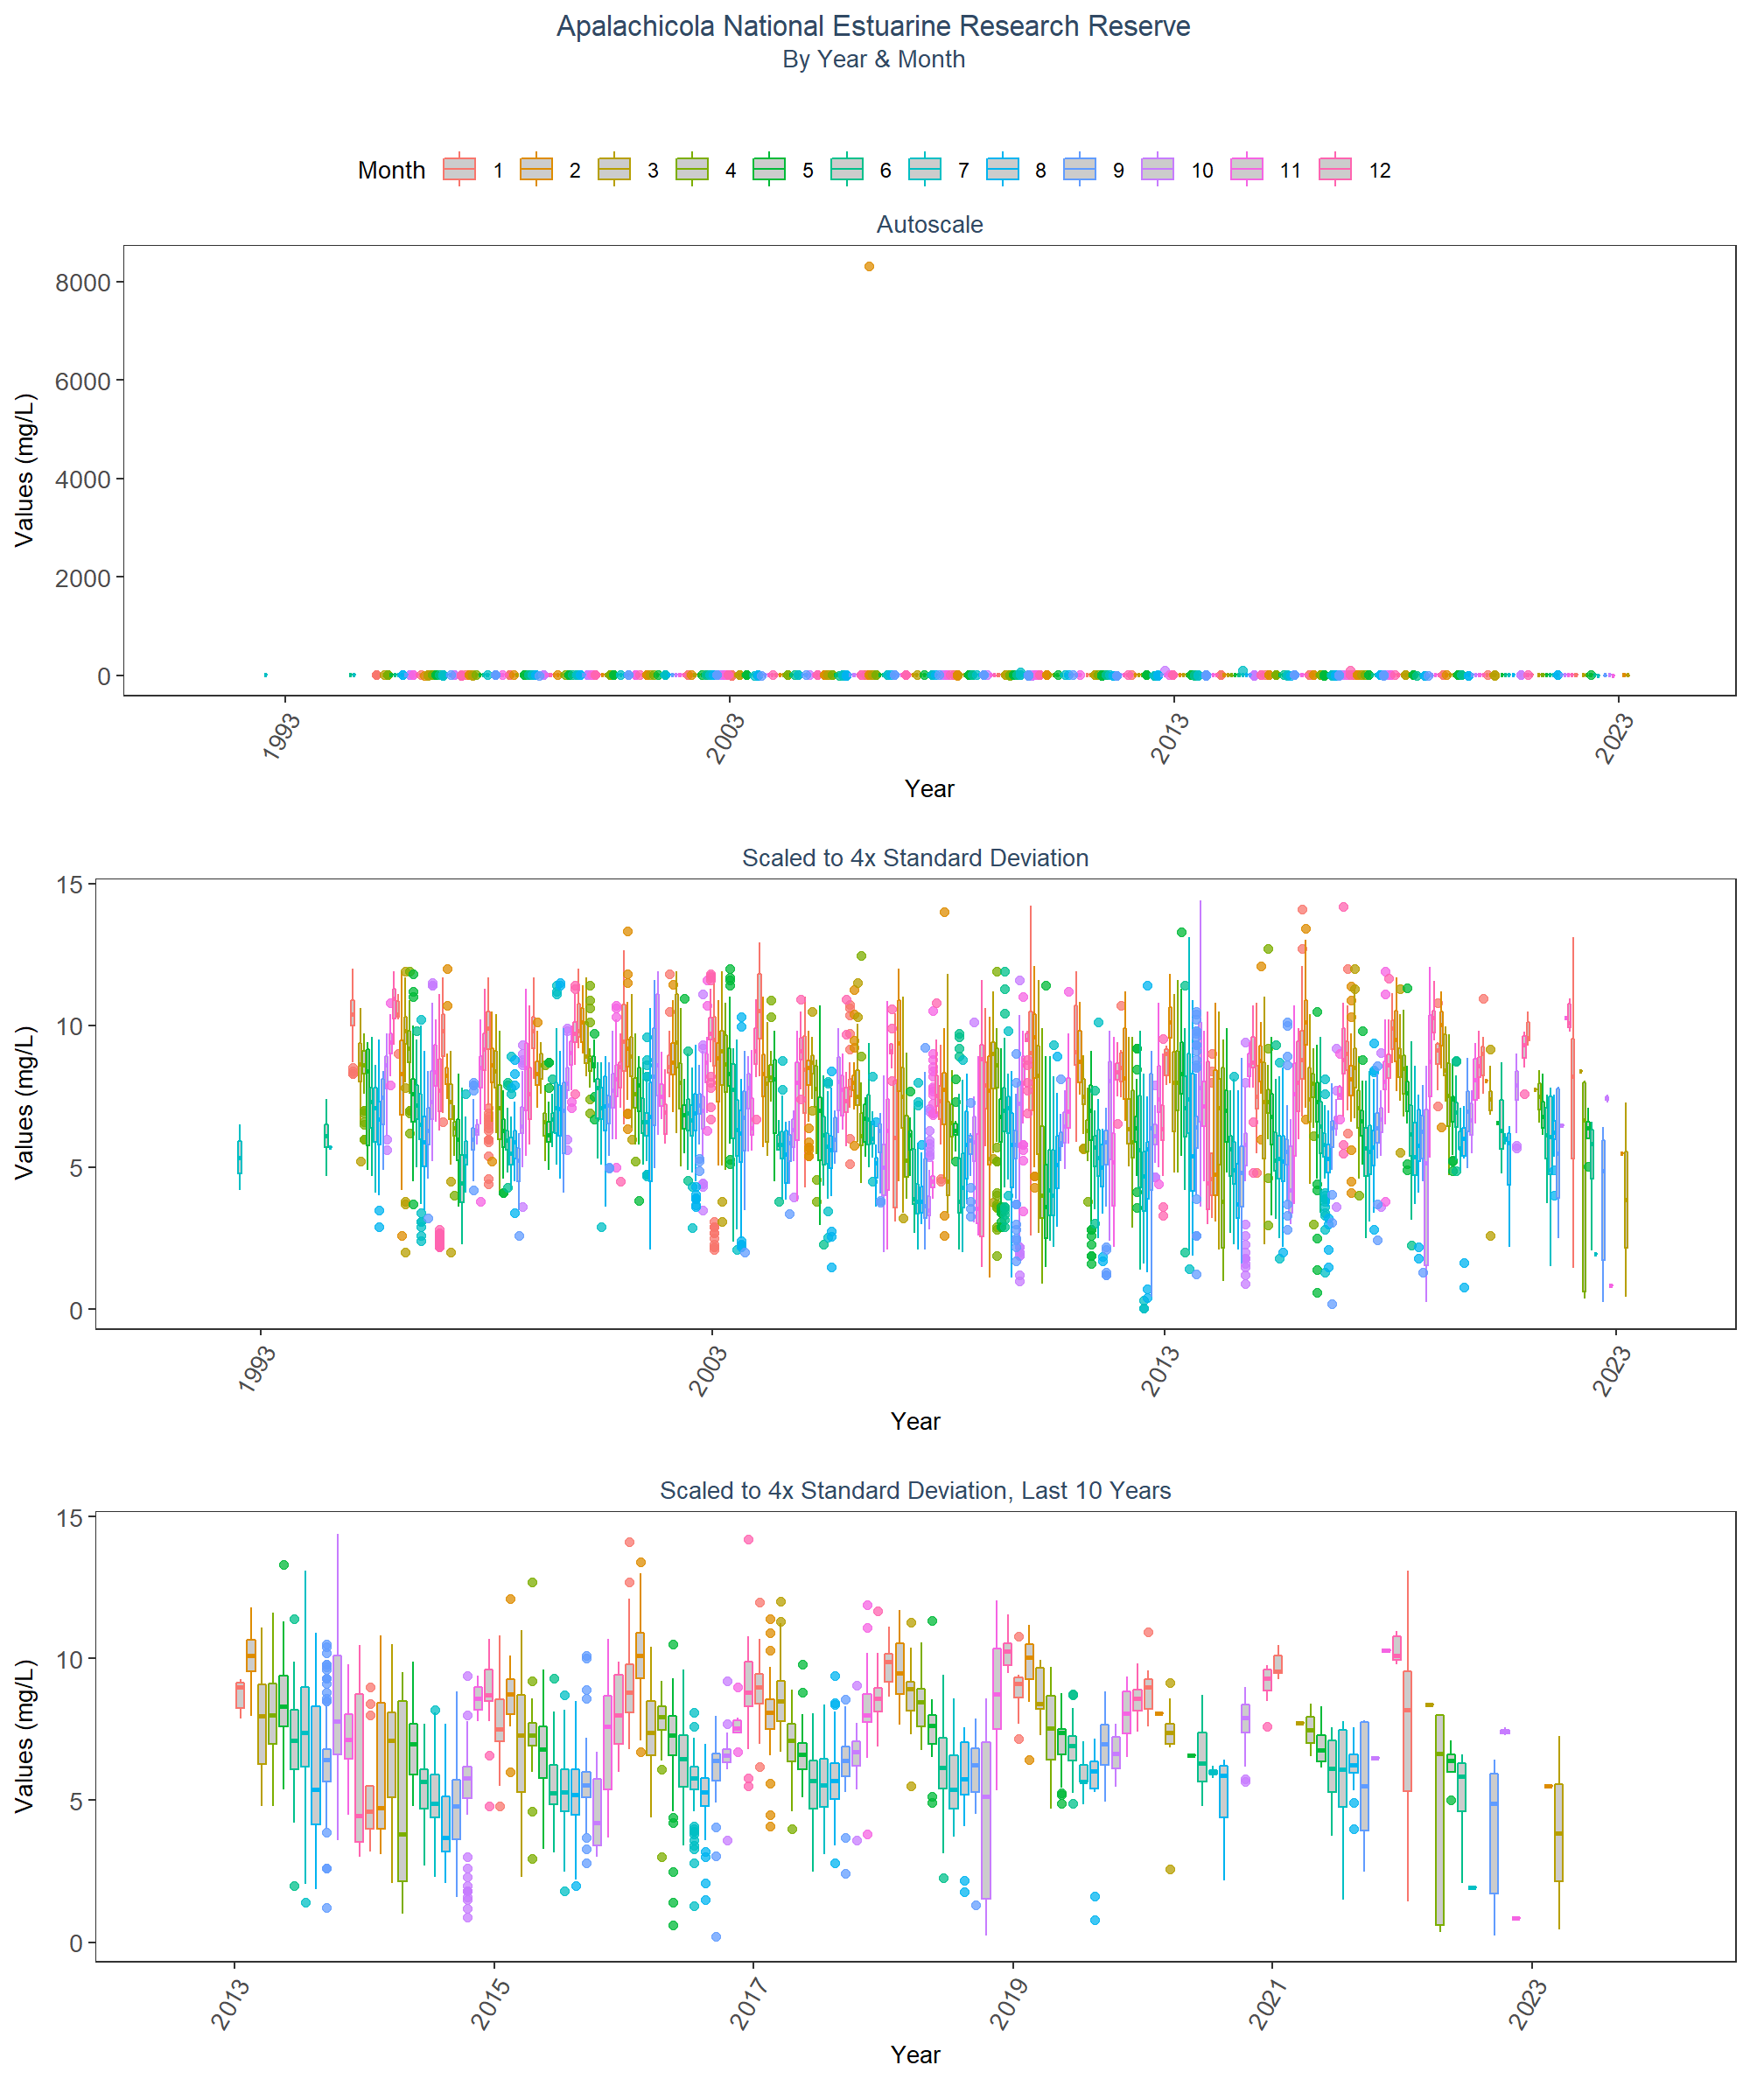 Apalachicola National Estuarine Research Reserve
By Year & Month
Month 1 2 3 4 5 6 7 8 9 10 11 12
Autoscale
Values (mg/L)
8000
6000
4000
2000
0
1993 2003 2013 2023
Year
Scaled to 4x Standard Deviation
Values (mg/L)
15
10
5
0
1993 2003 2013 2023
Year
Scaled to 4x Standard Deviation, Last 10 Years
Values (mg/L)
15
10
5
0
2013 2015 2017 2019 2021 2023
Year